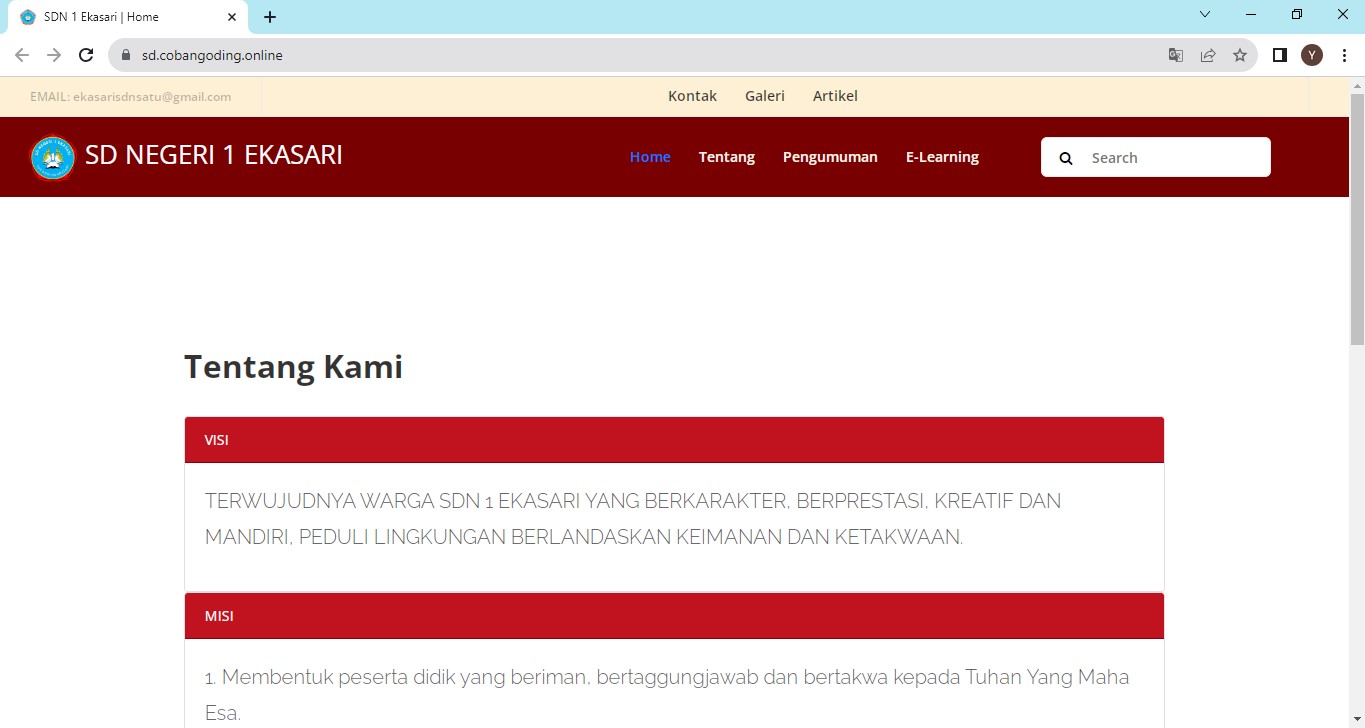 SDN 1 Ekasari | Home
sd.cobangoding.online
Y
EMAIL: ekasarisdnsatu@gmail.com
Kontak Galeri Artikel
SD NEGERI 1 EKASARI
Home Tentang Pengumuman E-Learning Search
Tentang Kami
VISI
TERWUJUDNYA WARGA SDN 1 EKASARI YANG BERKARAKTER, BERPRESTASI, KREATIF DAN
MANDIRI, PEDULI LINGKUNGAN BERLANDASKAN KEIMANAN DAN KETAKWAAN.
MISI
1. Membentuk peserta didik yang beriman, bertaggungjawab dan bertakwa kepada Tuhan Yang Maha
Esa.